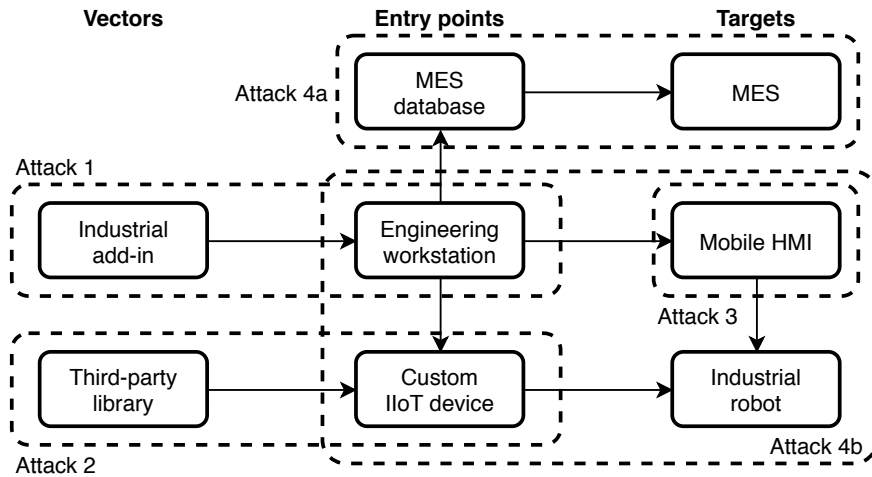 Vectors
Entry points
Targets
Attack 4a
MES
database
MES
Attack 1
Industrial
add-in
Engineering
workstation
Mobile HMI
Attack 3
Third-party
library
Custom
IIoT device
Industrial
robot
Attack 2
Attack 4b